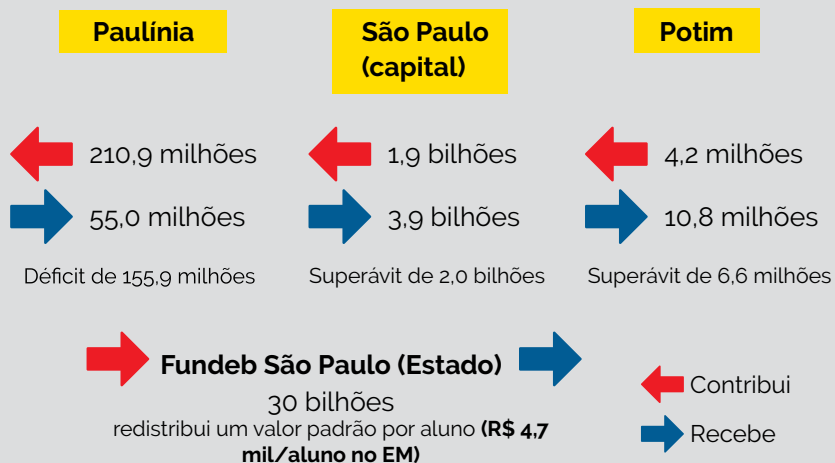 Paulínia
210,9 milhões
55,0 milhões
Déficit de 155,9 milhões
São Paulo
(capital)
1,9 bilhões
3,9 bilhões
Superávit de 2,0 bilhões
Potim
4,2 milhões
10,8 milhões
Superávit de 6,6 milhões
Fundeb São Paulo (Estado)
30 bilhões
redistribui um valor padrão por aluno (R$ 4,7
mil/aluno no EM)
Contribui
Recebe